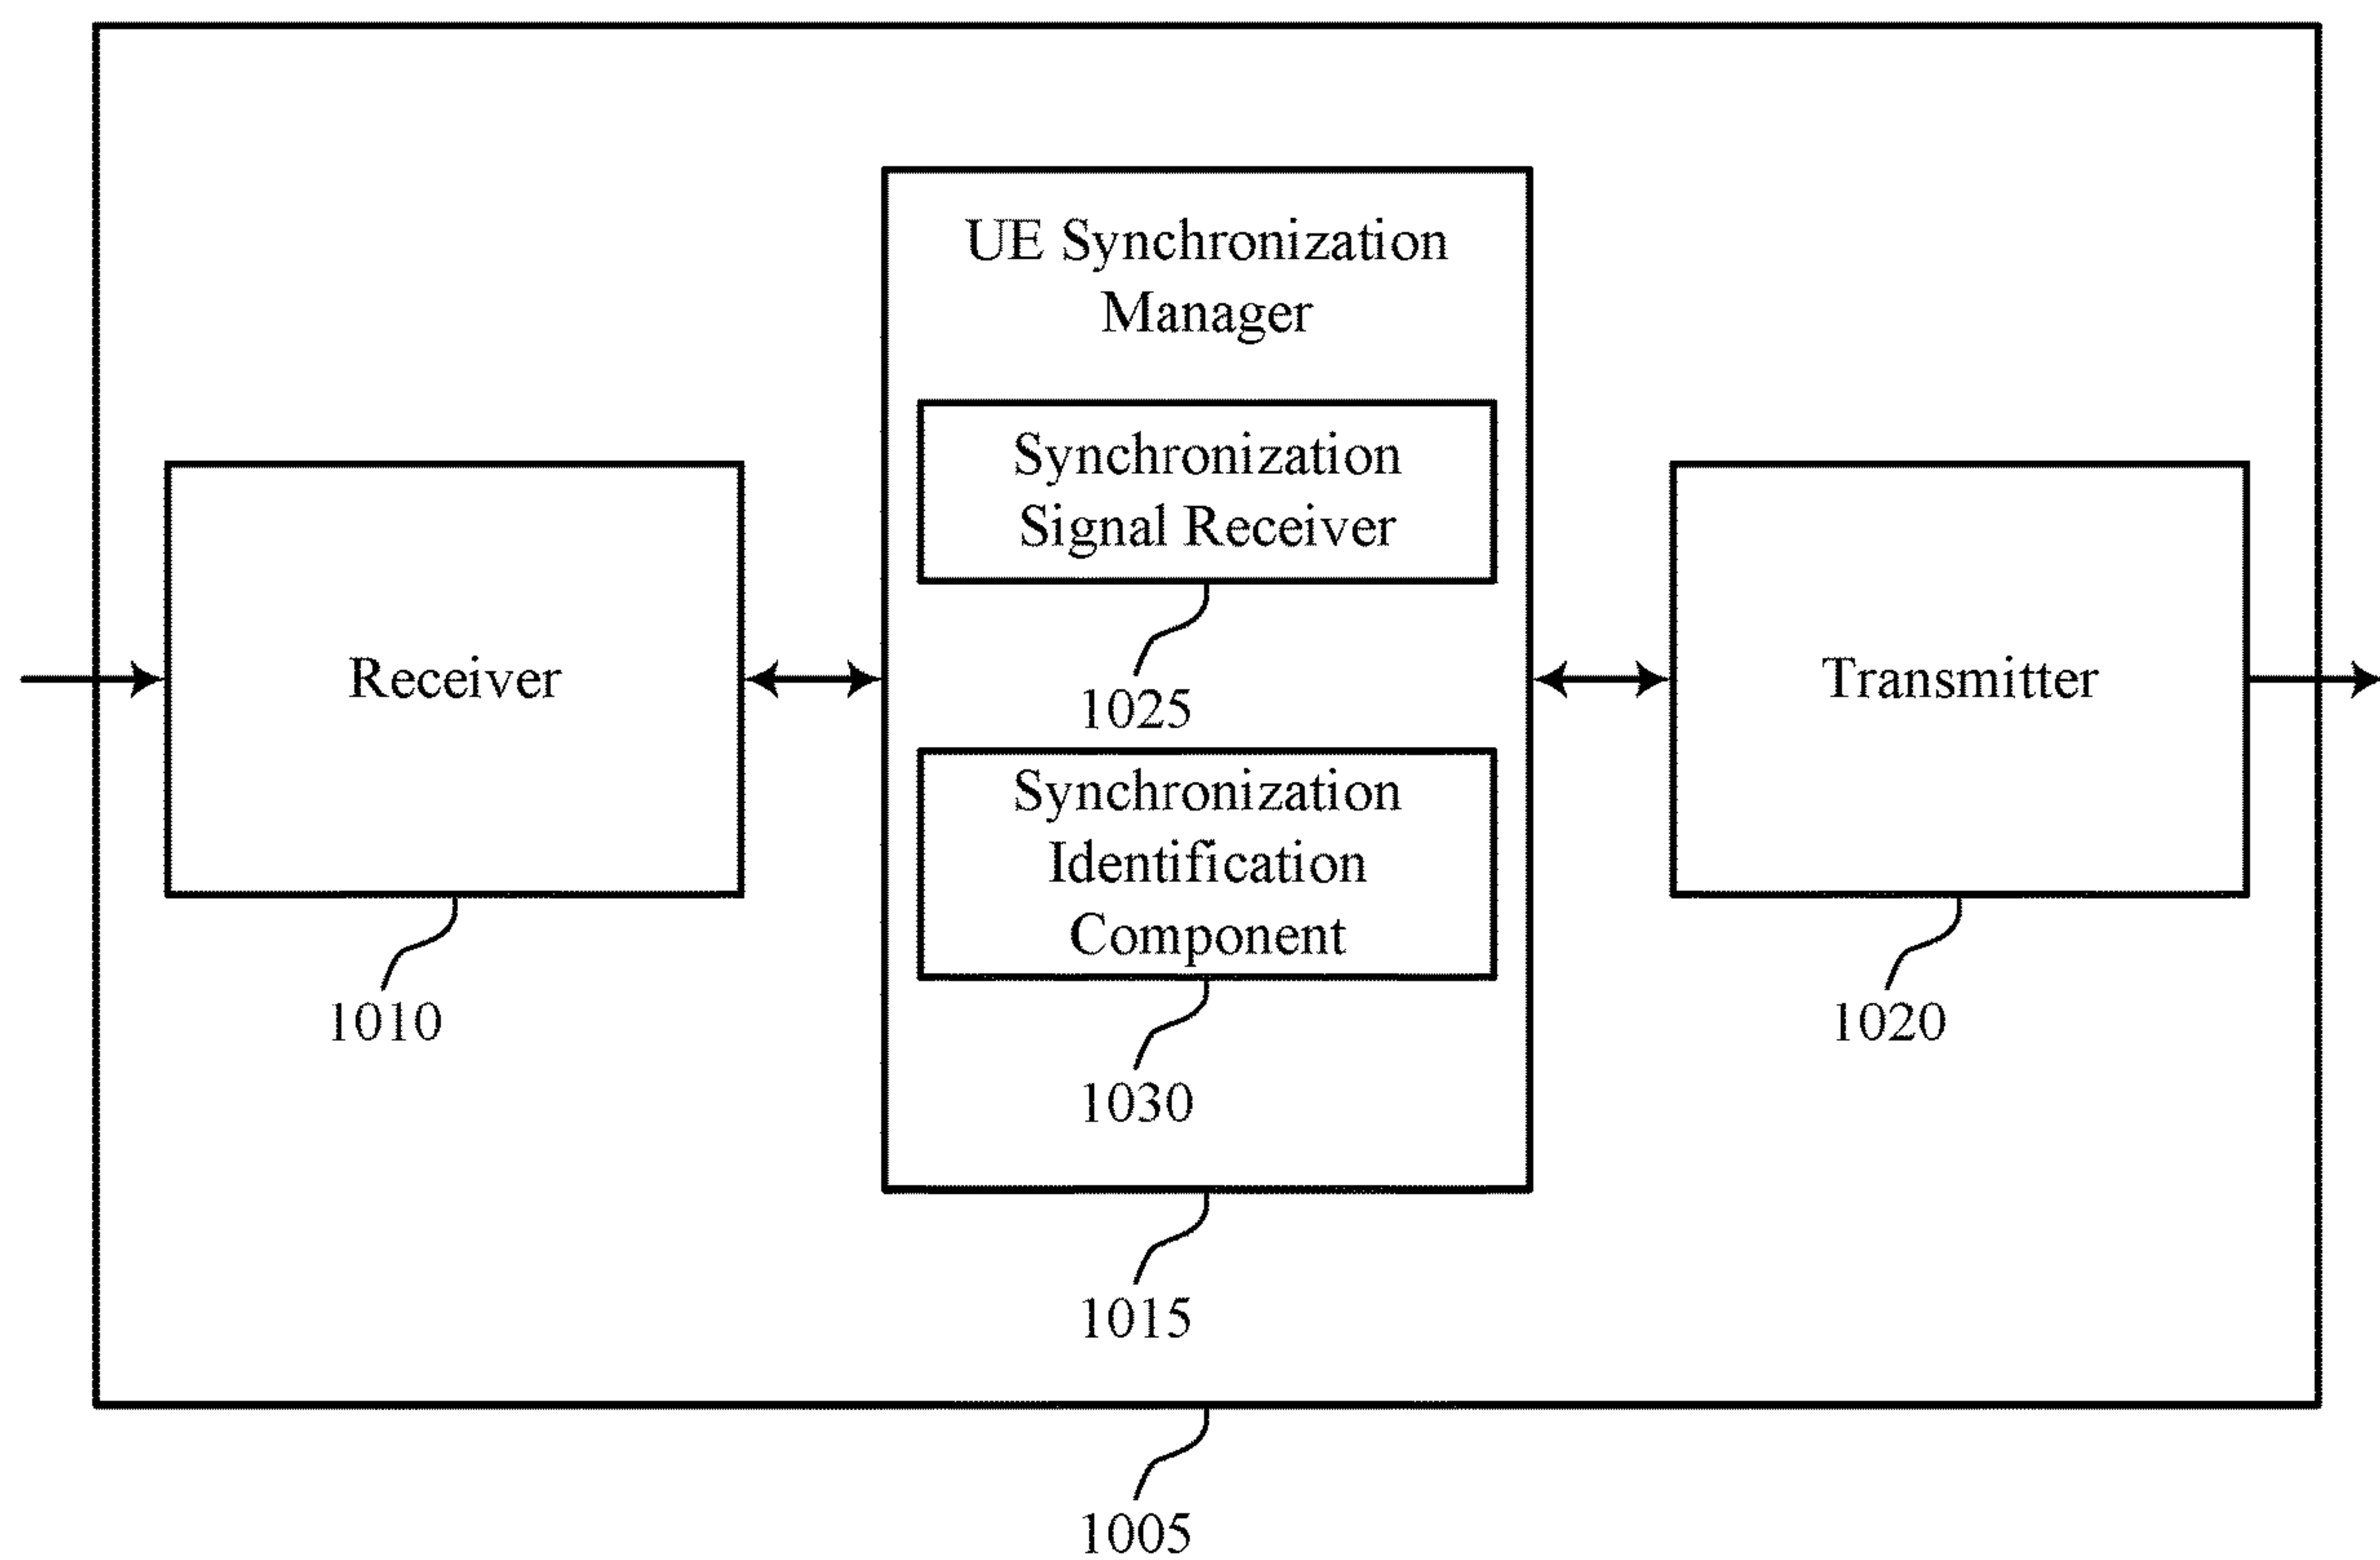 UE Synchronization
Manager
Synchronization
Signal Receiver
1025
Receiver
Transmitter
Synchronization
Identification
Component
1010
1020
1030
1015
1005